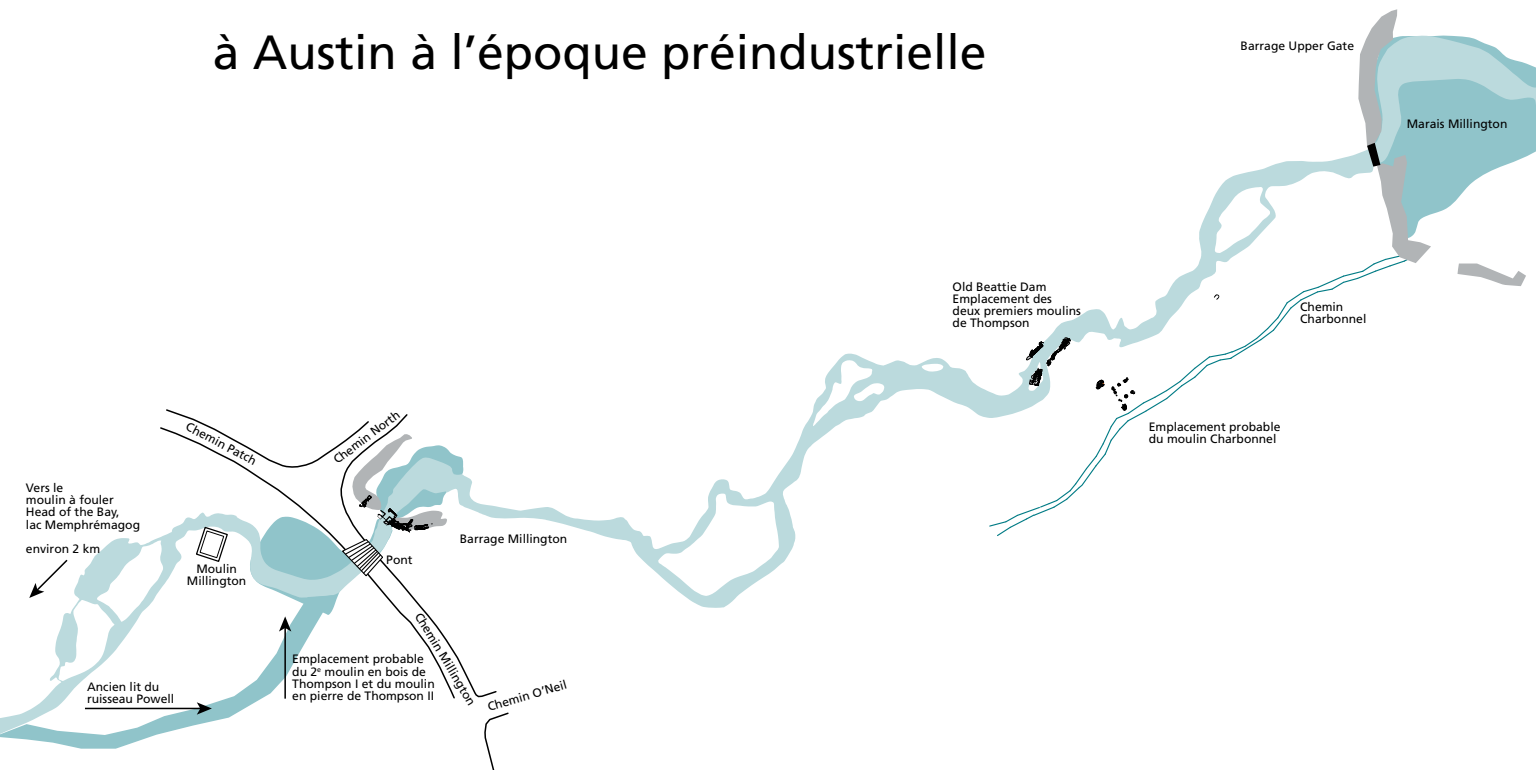 à Austin à l’époque préindustrielle
Barrage Upper Gate
Marais Millington
Old Beattie Dam
Emplacement des
deux premiers moulins
de Thompson
Chemin
Charbonnel
Emplacement probable
du moulin Charbonnel
Chemin Patch
Chemin North
Vers le
moulin à fouler
Head of the Bay,
lac Memphrémagog
environ 2 km
Moulin
Millington
Barrage Millington
Pont
Chemin Millington
Emplacement probable
du 2e moulin en bois de
Thompson I et du moulin
en pierre de Thompson II
Ancien lit du
ruisseau Powell
Chemin O’Neil